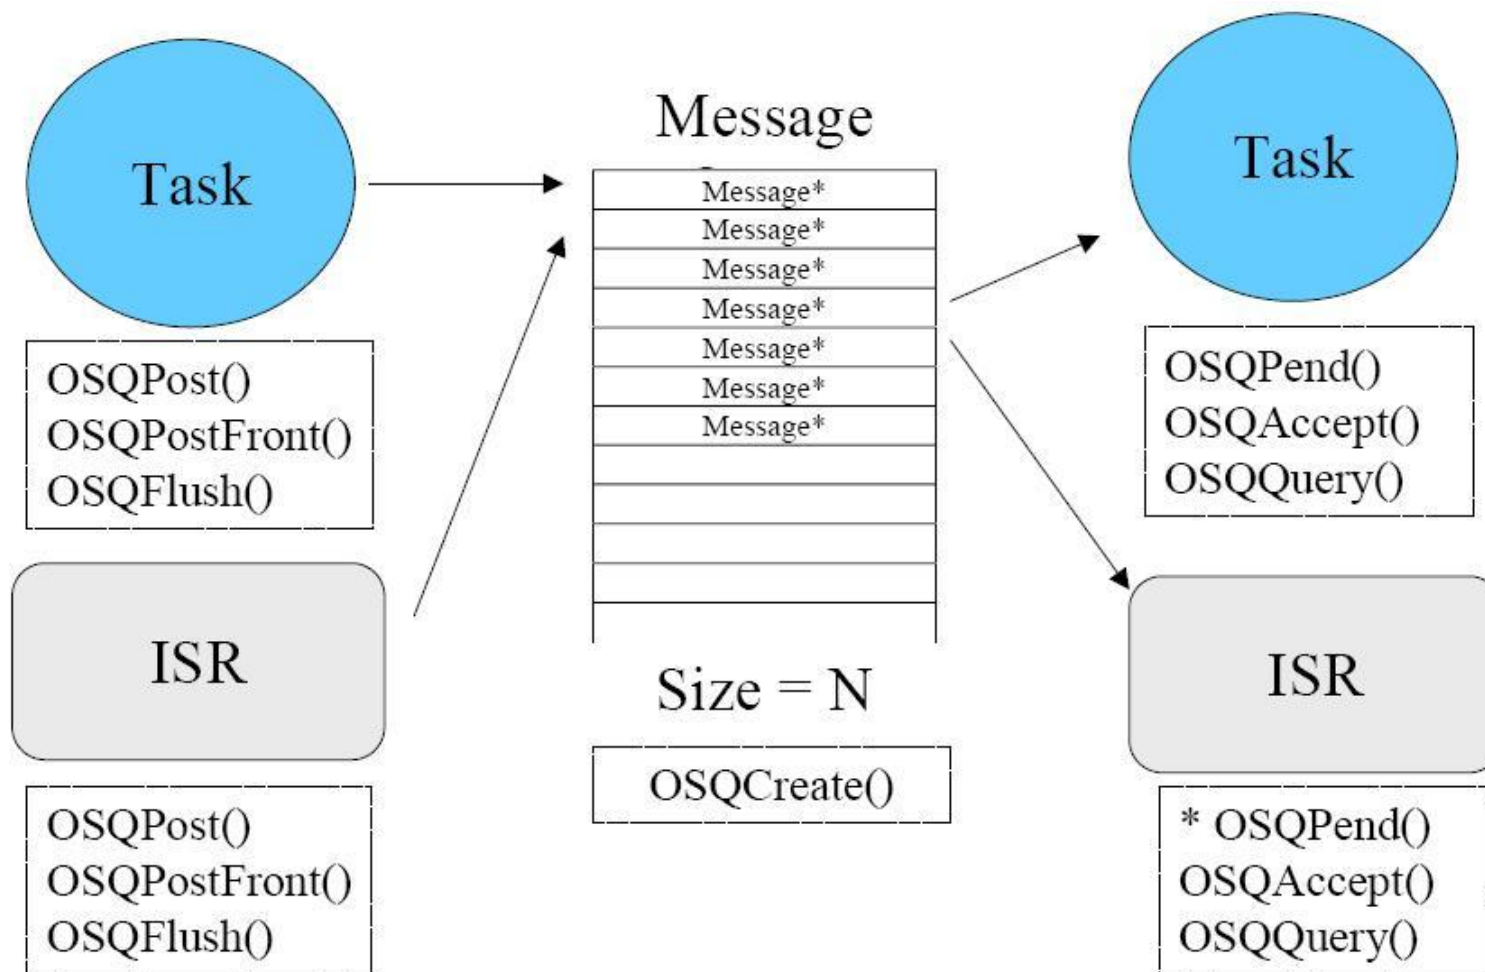 Task
OSQPost()
OSQPostFront()
OSQFlush()
ISR
OSQPost()
OSQPostFront()
OSQFlush()
Message
Message*
Message*
Message*
Message*
Message*
Message*
Message*
Size = N
OSQCreate()
Task
OSQPend()
OSQAccept()
OSQQuery()
ISR
* OSQPend()
OSQAccept()
OSQQuery()